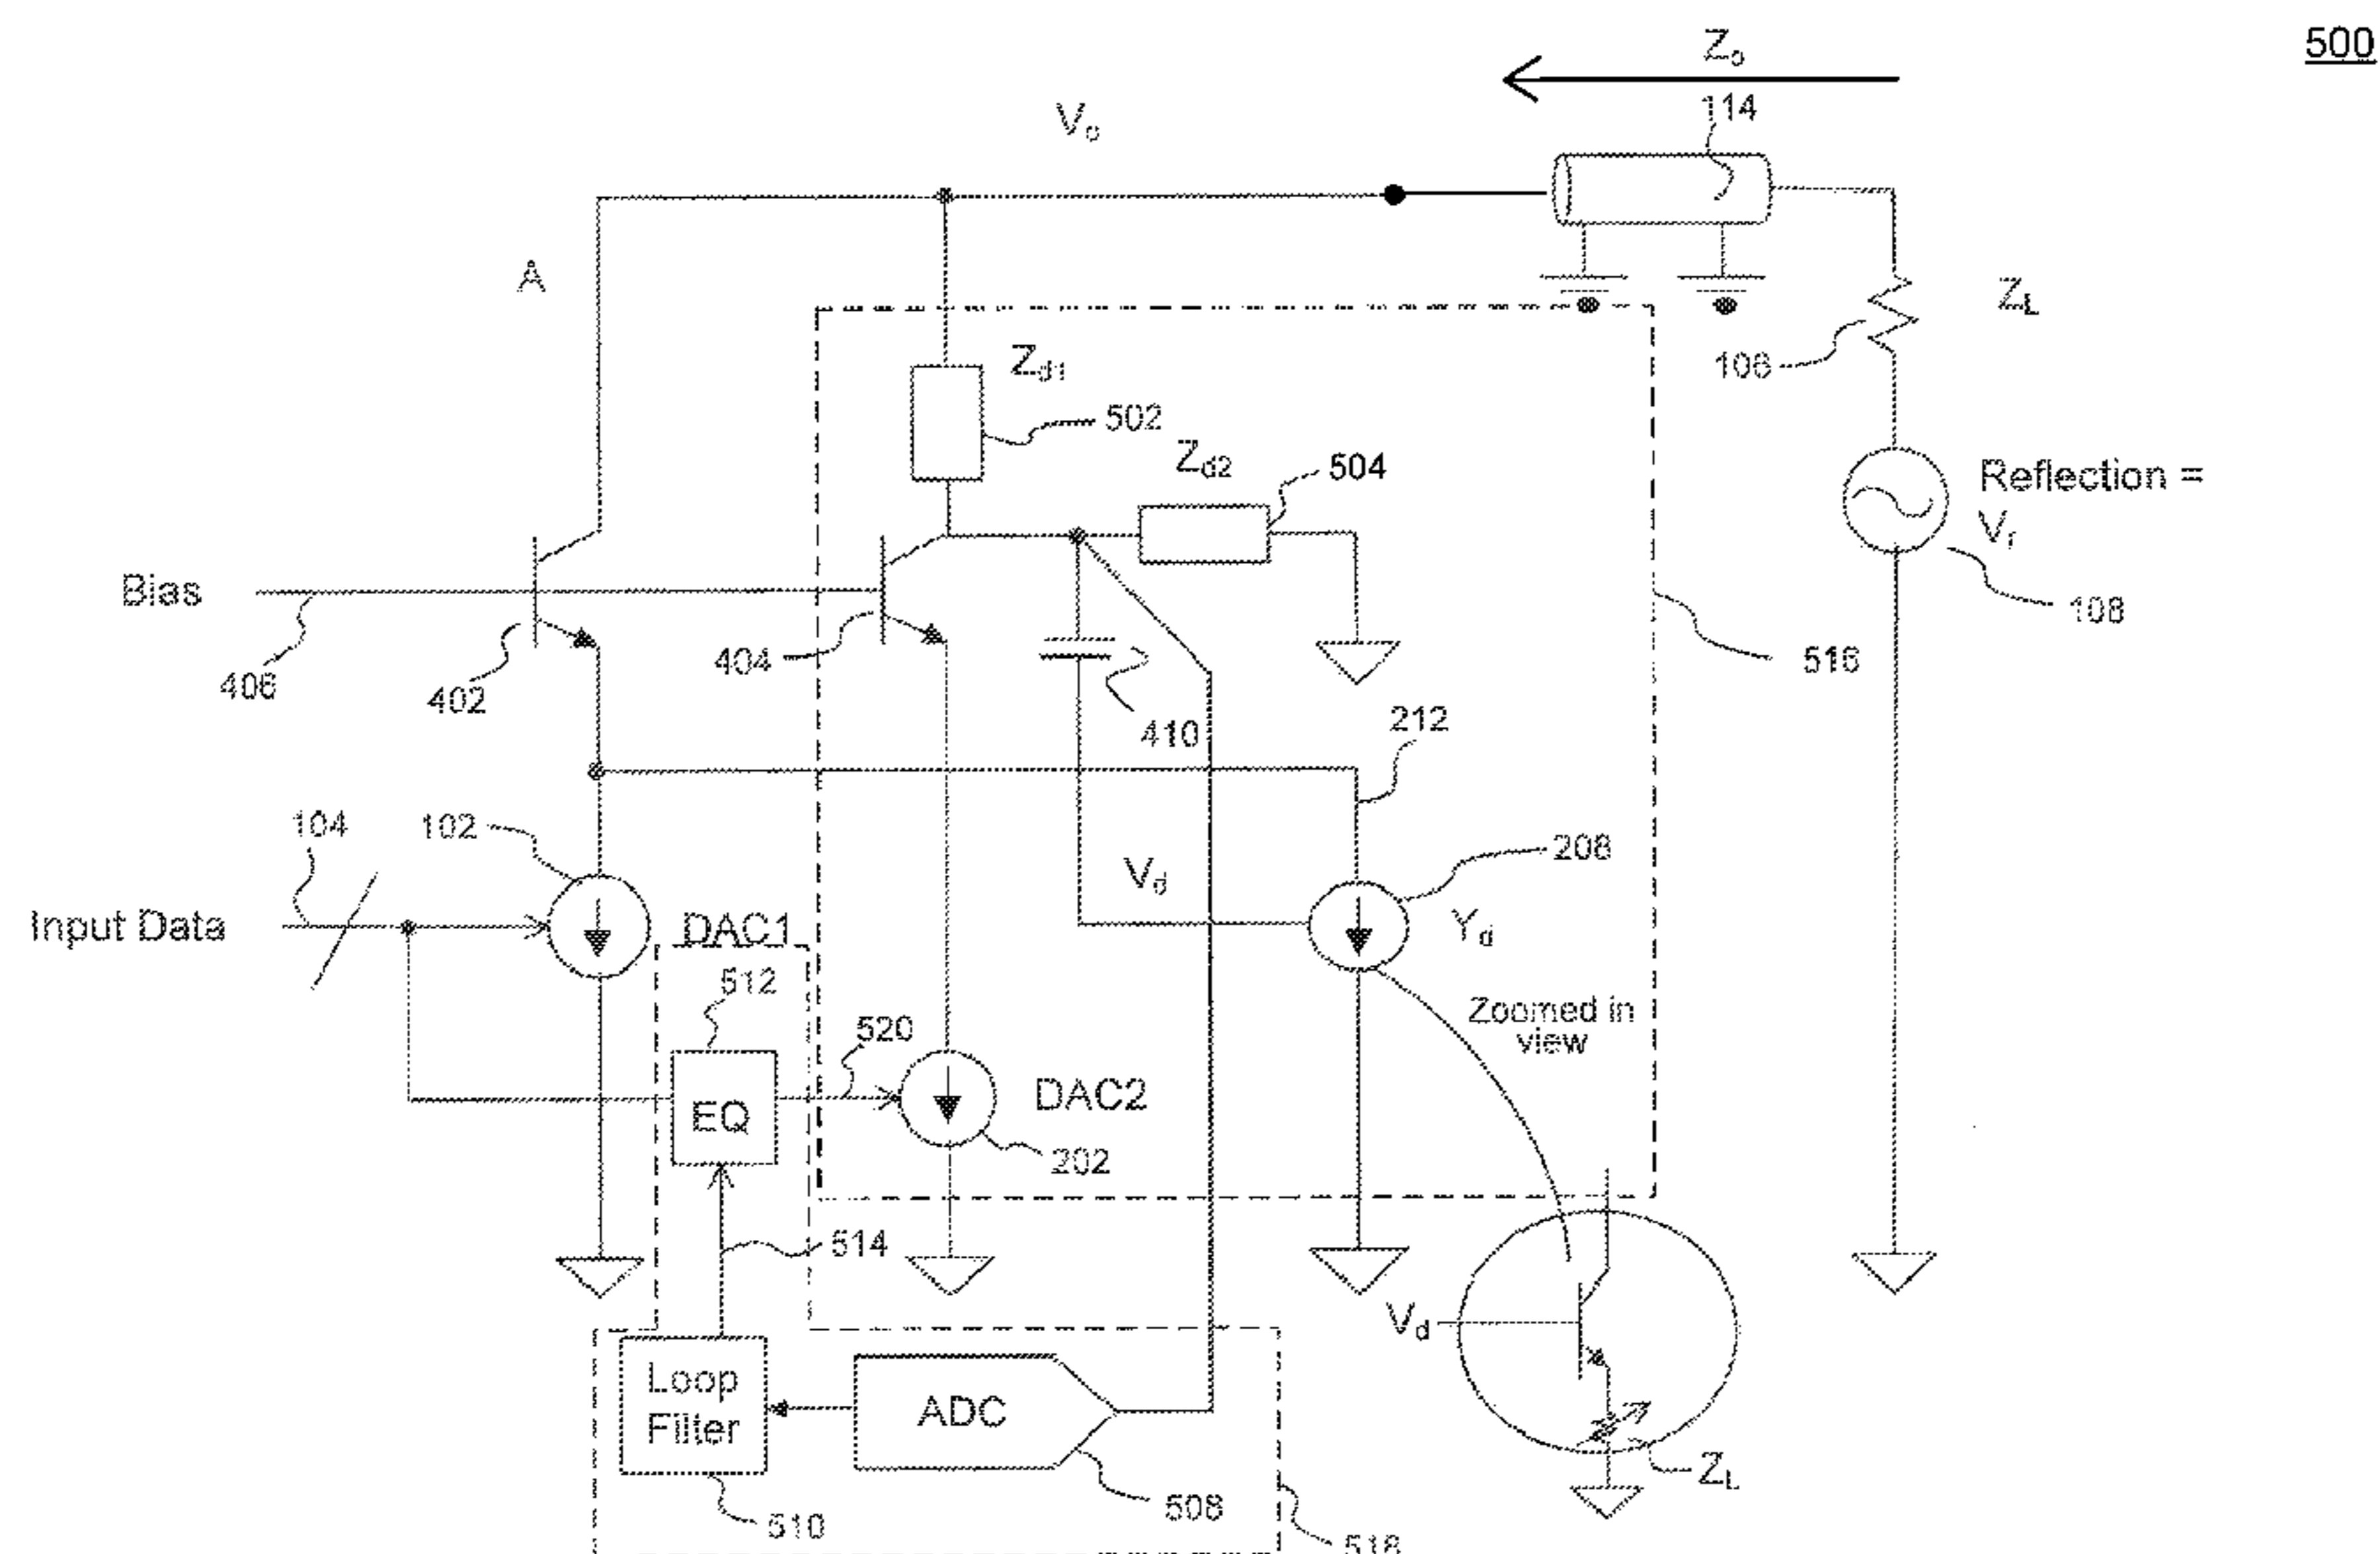 500
Zo
114
Vo
A
ZL
106
Zd1
502
Zd2
504
Reflection =
Vr
108
Bias
406
402
404
410
516
212
104
102
208
Vd
Yd
Input Data
DAC1
512
520
Zoomed in
view
EQ
DAC2
202
514
Vd
Loop
Filter
ADC
ZL
508
510
518